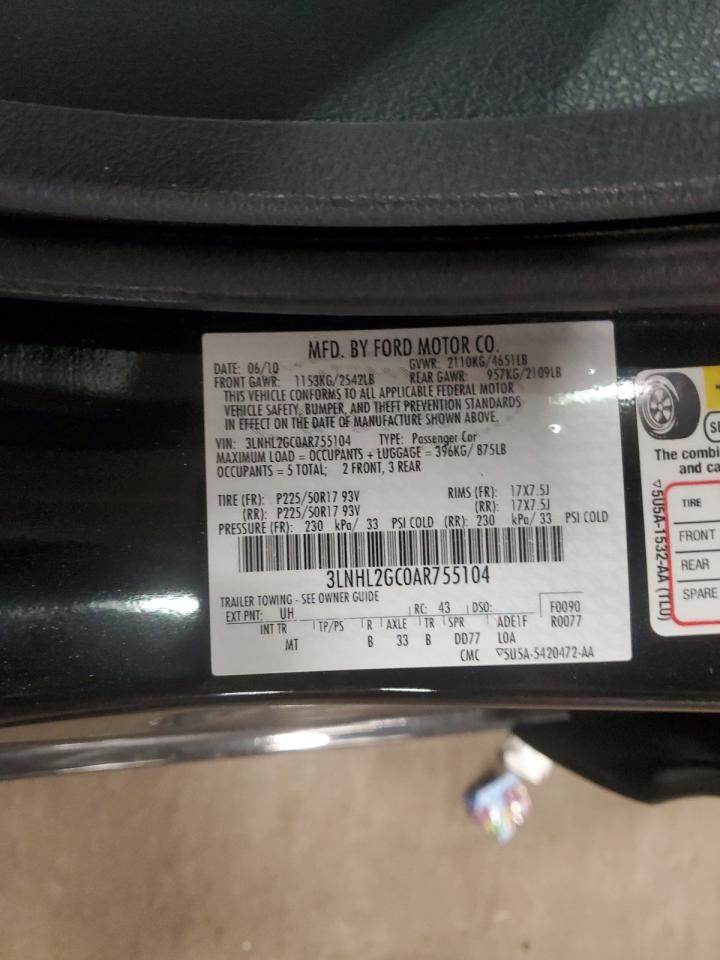 MFD. BY FORD MOTOR CO.
DATE: 06/10 GVWR: 2110KG/4651LB
FRONT GAWR: 1153KG/2542LB REAR GAWR: 957KG/2109LB
THIS VEHICLE CONFORMS TO ALL APPLICABLE FEDERAL MOTOR
VEHICLE SAFETY, BUMPER, AND THEFT PREVENTION STANDARDS
IN EFFECT ON THE DATE OF MANUFACTURE SHOWN ABOVE.
VIN: 3LNHL2GC0AR755104 TYPE: Passenger Car
MAXIMUM LOAD = OCCUPANTS + LUGGAGE = 396KG/ 875LB
OCCUPANTS = 5 TOTAL; 2 FRONT, 3 REAR
TIRE (FR): P225/50R17 93V RIMS (FR): 17X7.5J
(RR): P225/50R17 93V (RR): 17X7.5J
PRESSURE (FR): 230 kPa/ 33 PSI COLD (RR): 230 kPa/ 33 PSI COLD
3LNHL2GC0AR755104
TRAILER TOWING - SEE OWNER GUIDE
EXT PNT: UH RC: 43 DSO: F0090
INT TR TP/PS R AXLE TR SPR ADE1F R0077
MT B 33 B DD77 LOA
CMC ▽5U5A-5420472-AA
The combi
and ca
▽5U5A-1532-AA (TLD)
TIRE
FRONT
REAR
SPARE